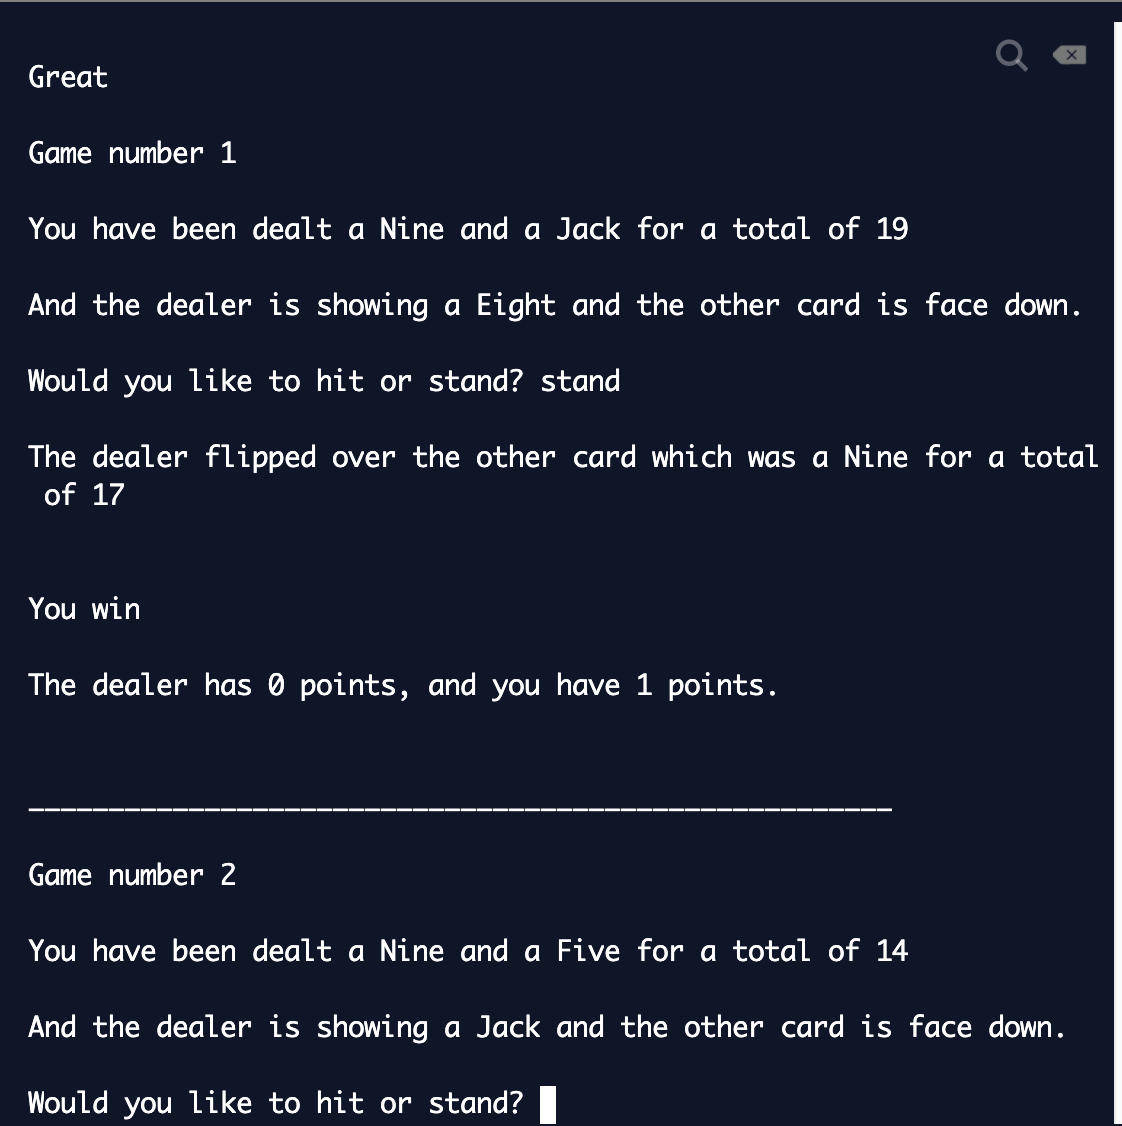 Great
Game number 1
You have been dealt a Nine and a Jack for a total of 19
And the dealer is showing a Eight and the other card is face down.
Would you like to hit or stand? stand
The dealer flipped over the other card which was a Nine for a total
of 17
You win
The dealer has 0 points, and you have 1 points.
______________________________________________________
Game number 2
You have been dealt a Nine and a Five for a total of 14
And the dealer is showing a Jack and the other card is face down.
Would you like to hit or stand?